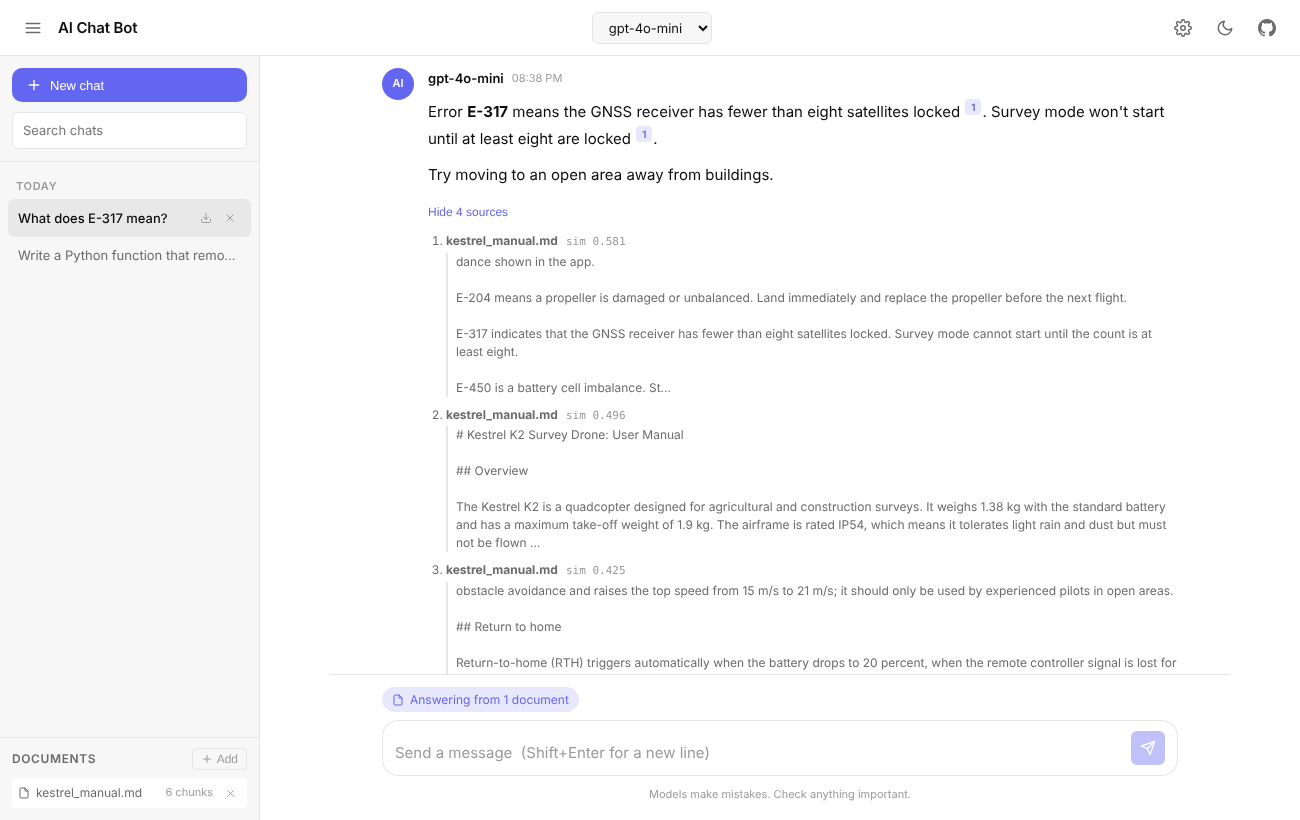 AI Chat Bot
gpt-4o-mini
New chat
Search chats
TODAY
What does E-317 mean?
Write a Python function that remo...
DOCUMENTS
Add
kestrel_manual.md 6 chunks
AI
gpt-4o-mini 08:38 PM
Error E-317 means the GNSS receiver has fewer than eight satellites locked 1. Survey mode won't start
until at least eight are locked 1.
Try moving to an open area away from buildings.
Hide 4 sources
1. kestrel_manual.md sim 0.581
dance shown in the app.
E-204 means a propeller is damaged or unbalanced. Land immediately and replace the propeller before the next flight.
E-317 indicates that the GNSS receiver has fewer than eight satellites locked. Survey mode cannot start until the count is at
least eight.
E-450 is a battery cell imbalance. St...
2. kestrel_manual.md sim 0.496
# Kestrel K2 Survey Drone: User Manual
## Overview
The Kestrel K2 is a quadcopter designed for agricultural and construction surveys. It weighs 1.38 kg with the standard battery
and has a maximum take-off weight of 1.9 kg. The airframe is rated IP54, which means it tolerates light rain and dust but must
not be flown ...
3. kestrel_manual.md sim 0.425
obstacle avoidance and raises the top speed from 15 m/s to 21 m/s; it should only be used by experienced pilots in open areas.
## Return to home
Return-to-home (RTH) triggers automatically when the battery drops to 20 percent, when the remote controller signal is lost for
Answering from 1 document
Send a message (Shift+Enter for a new line)
Models make mistakes. Check anything important.